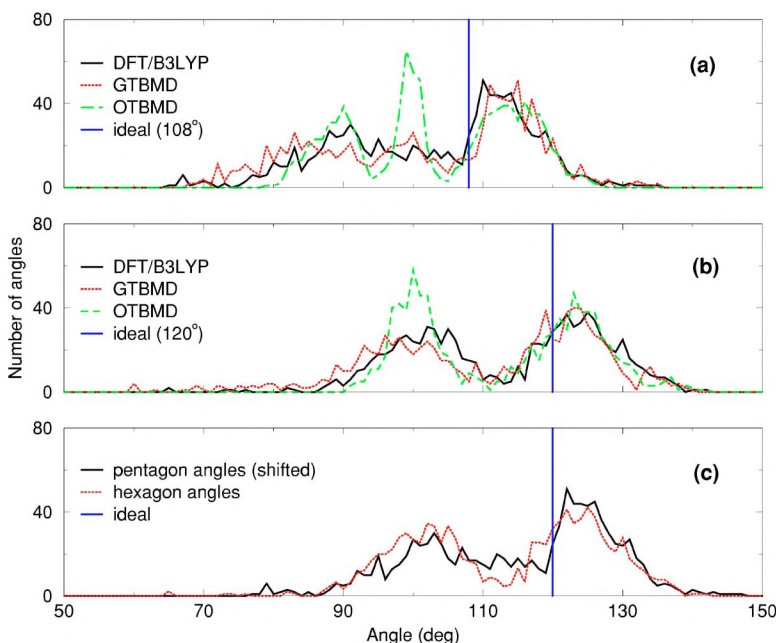 80
DFT/B3LYP
GTBMD
OTBMD
ideal (108°)
(a)
40
0
80
DFT/B3LYP
GTBMD
OTBMD
ideal (120°)
(b)
40
0
Number of angles
80
pentagon angles (shifted)
hexagon angles
ideal
(c)
40
0
50 70 90 110 130 150
Angle (deg)